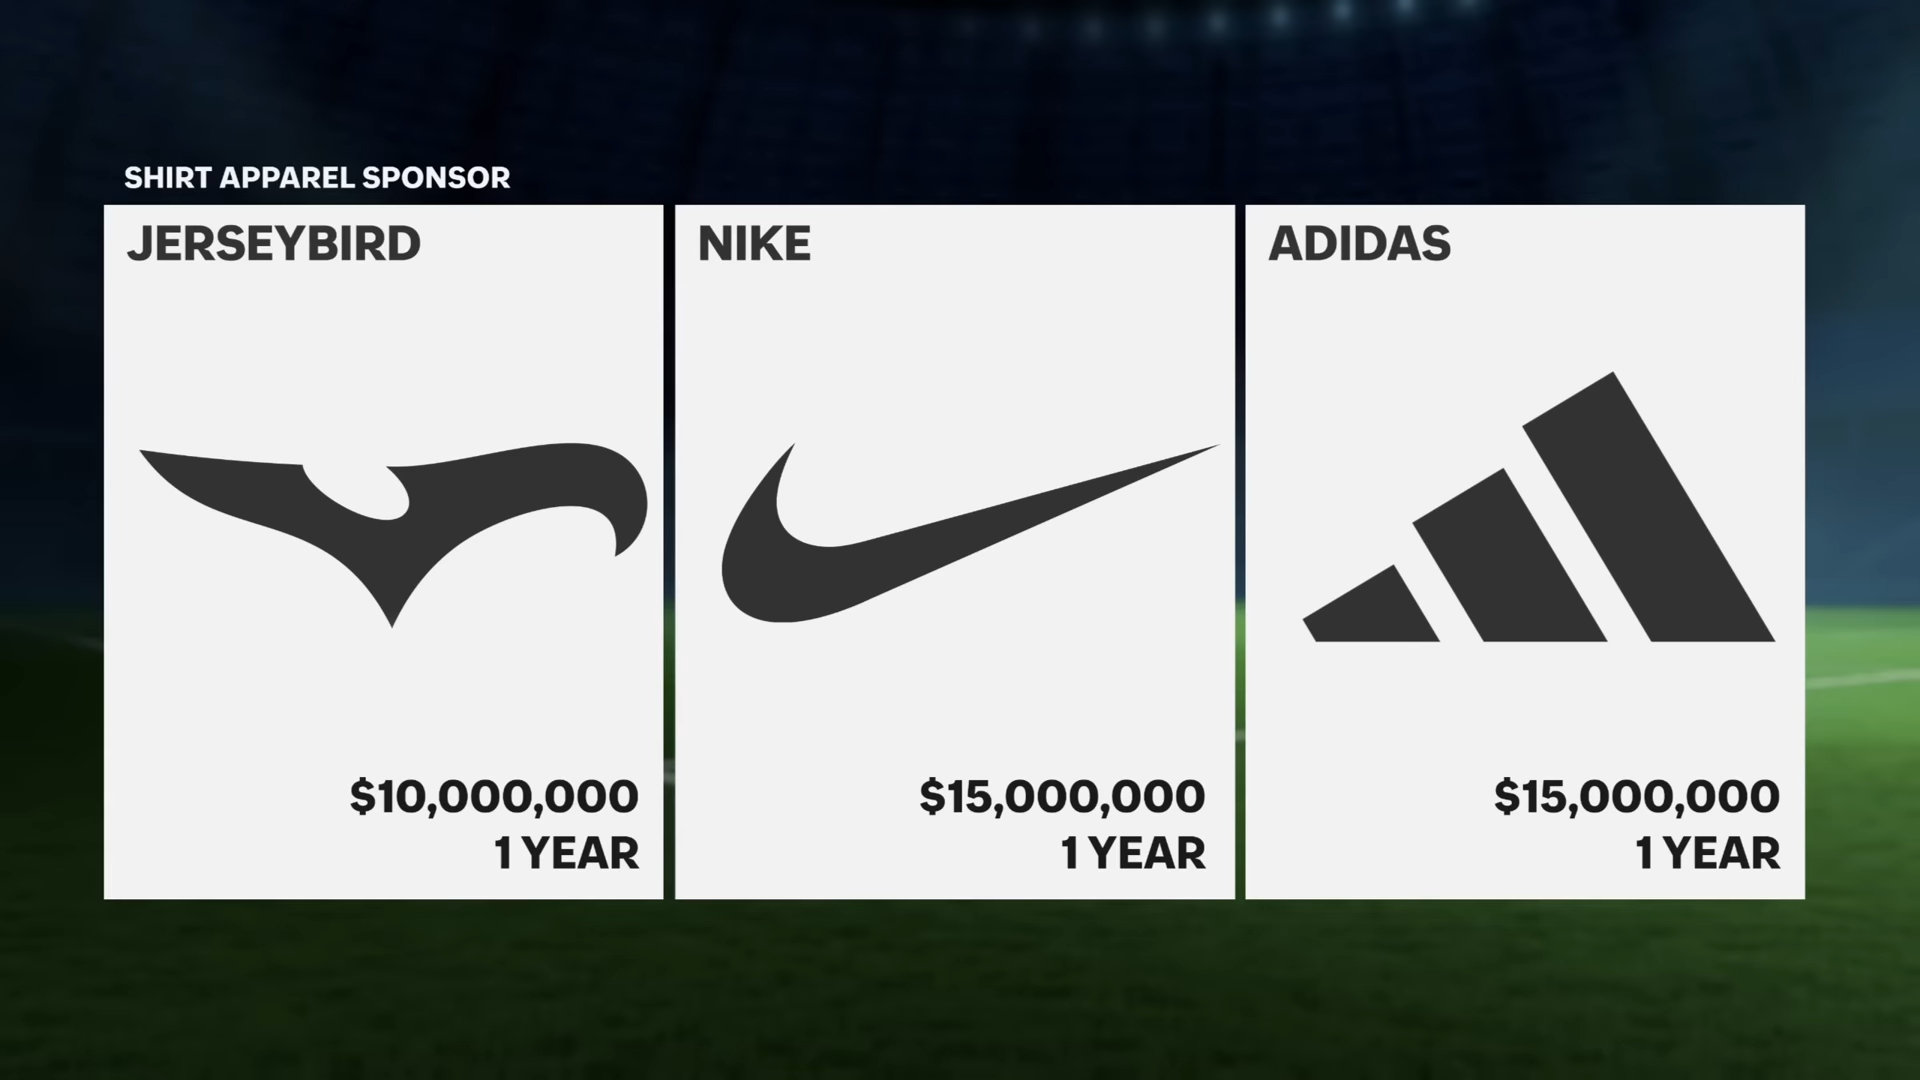 SHIRT APPAREL SPONSOR
JERSEYBIRD
$10,000,000
1 YEAR
NIKE
$15,000,000
1 YEAR
ADIDAS
$15,000,000
1 YEAR